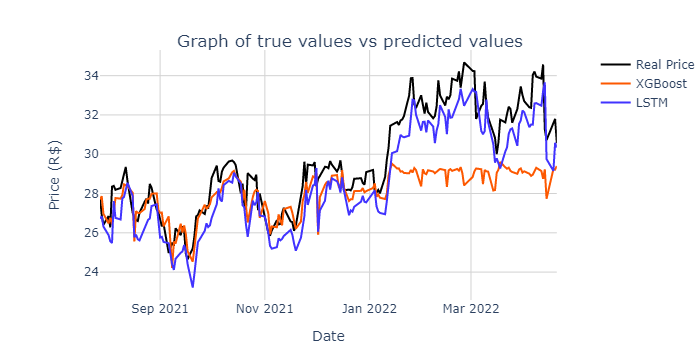 Graph of true values vs predicted values
Real Price
XGBoost
LSTM
Price (R$)
34
32
30
28
26
24
Sep 2021
Nov 2021
Jan 2022
Mar 2022
Date